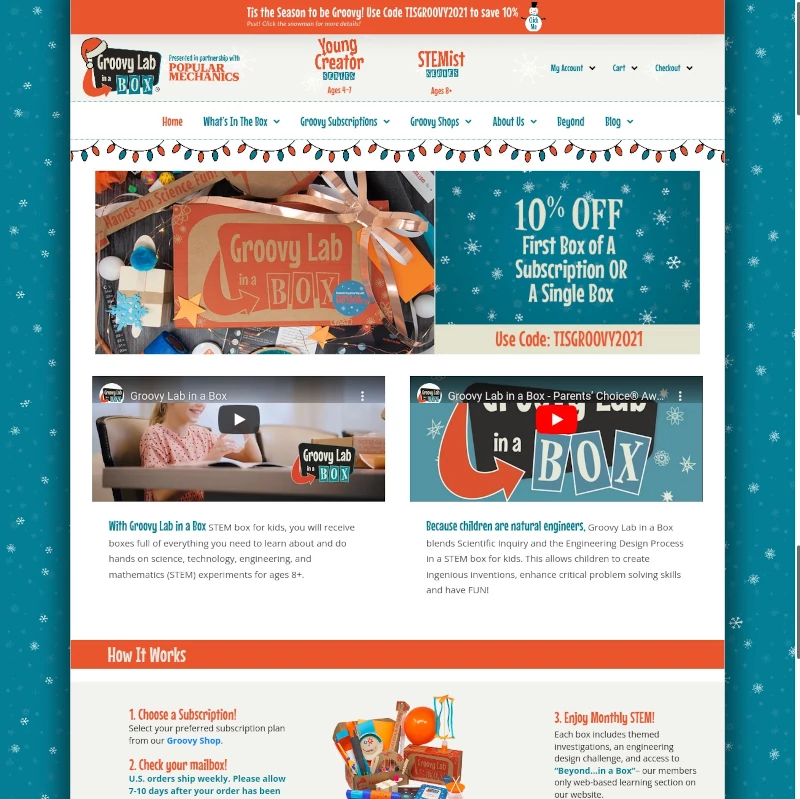 Tis the Season to be Groovy! Use Code TISGROOVY2021 to save 10%
Psst! Click the snowman for more details!
Click
Me
Groovy Lab
in a
BOX
Presented in partnership with
POPULAR
MECHANICS
Young
Creator
SERIES
Ages 4-7
STEMist
SERIES
Ages 8+
My Account
Cart
Checkout
Home
What's In The Box
Groovy Subscriptions
Groovy Shops
About Us
Beyond
Blog
Hands-On Science Fun!
Groovy Lab
in a
BOX
10% OFF
First Box of A
Subscription OR
A Single Box
Use Code: TISGROOVY2021
Groovy Lab in a Box
Groovy Lab
in a
BOX
Groovy Lab in a Box - Parents' Choice® Aw...
Groovy Lab
in a
BOX
With Groovy Lab in a Box STEM box for kids, you will receive
boxes full of everything you need to learn about and do
hands on science, technology, engineering, and
mathematics (STEM) experiments for ages 8+.
Because children are natural engineers, Groovy Lab in a Box
blends Scientific Inquiry and the Engineering Design Process
in a STEM box for kids. This allows children to create
ingenious inventions, enhance critical problem solving skills
and have FUN!
How It Works
1. Choose a Subscription!
Select your preferred subscription plan
from our Groovy Shop.
2. Check your mailbox!
U.S. orders ship weekly. Please allow
7-10 days after your order has been
Groovy Lab
3. Enjoy Monthly STEM!
Each box includes themed
investigations, an engineering
design challenge, and access to
"Beyond...in a Box"– our members
only web-based learning section on
our website.